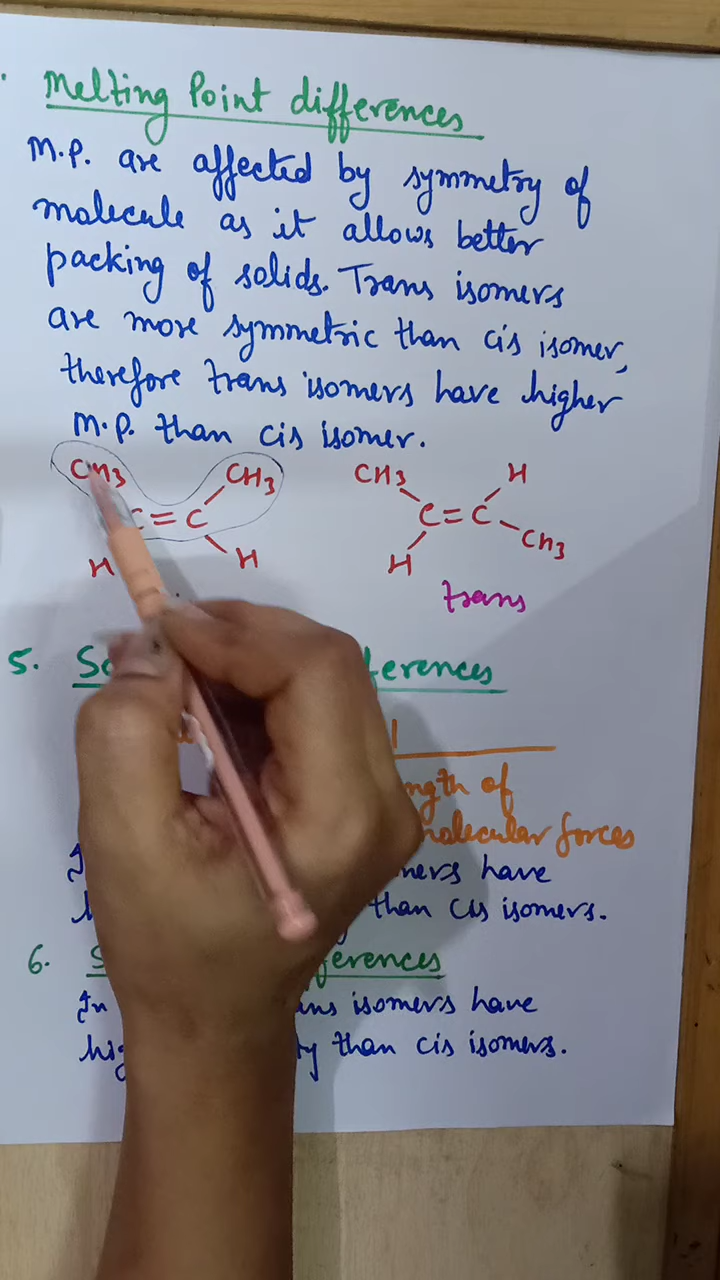 Melting Point differences
M.P. are affected by symmetry of
molecule as it allows better
packing of solids. Trans isomers
are more symmetric than cis isomer,
therefore trans isomers have higher
M.P. than cis isomer.
CH3 CH3 CH3 H
C=C C=C
H H H CH3
trans
5. ferences
ngth of
molecular forces
mers have
than cis isomers.
6. ferences
In isomers have
than cis isomers.